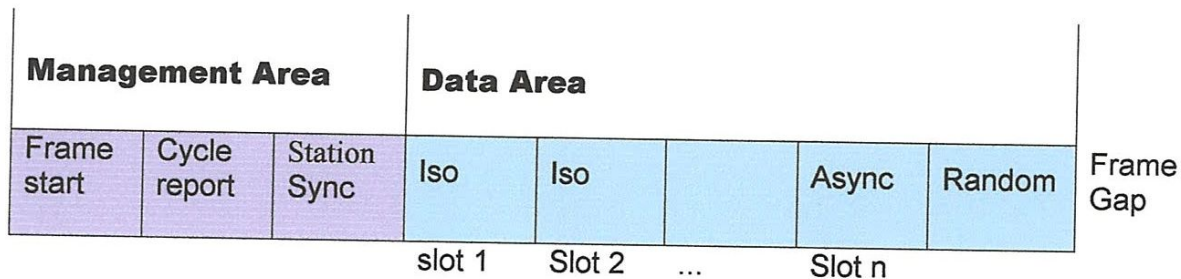 Management Area
Data Area
Frame
start
Cycle
report
Station
Sync
Iso
Iso
Async
Random
Frame
Gap
slot 1
Slot 2
...
Slot n